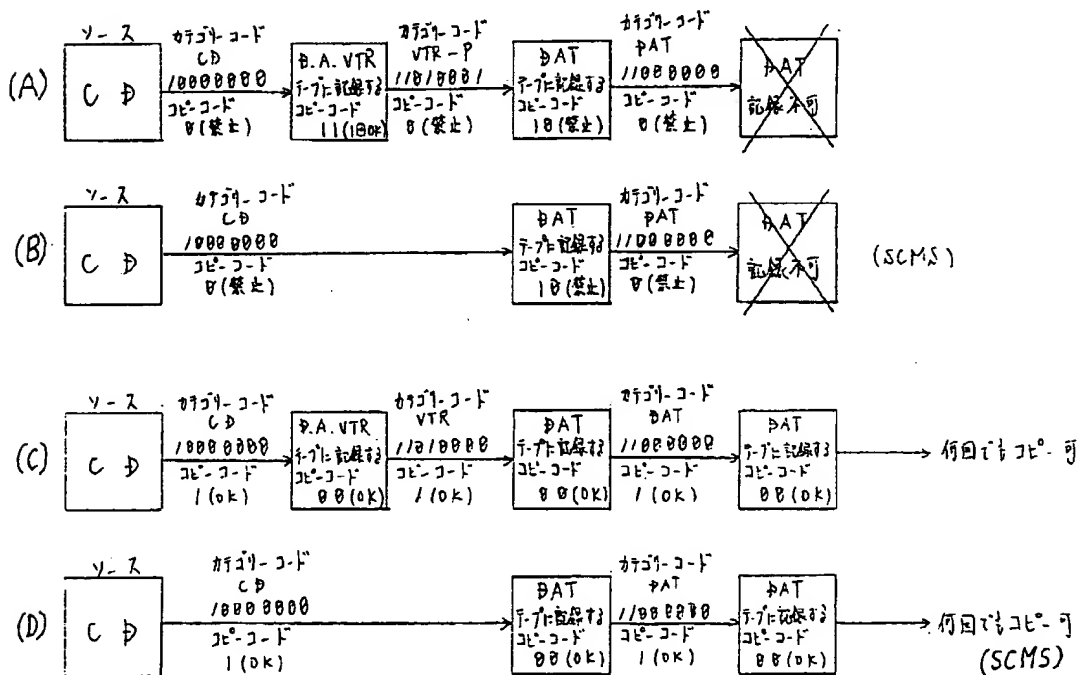 (A)
ソース
CD
カテゴリーコード
CD
10000000
コピーコード
0(禁止)
D.A.VTR
テープに記録する
コピーコード
11(1回OK)
カテゴリーコード
VTR-P
11010001
コピーコード
0(禁止)
DAT
テープに記録する
コピーコード
10(禁止)
カテゴリーコード
DAT
11000000
コピーコード
0(禁止)
DAT
記録不可
(B)
ソース
CD
カテゴリーコード
CD
10000000
コピーコード
0(禁止)
DAT
テープに記録する
コピーコード
10(禁止)
カテゴリーコード
DAT
11000000
コピーコード
0(禁止)
DAT
記録不可
(SCMS)
(C)
ソース
CD
カテゴリーコード
CD
10000000
コピーコード
1(OK)
D.A.VTR
テープに記録する
コピーコード
00(OK)
カテゴリーコード
VTR
11010000
コピーコード
1(OK)
DAT
テープに記録する
コピーコード
00(OK)
カテゴリーコード
DAT
11000000
コピーコード
1(OK)
DAT
テープに記録する
コピーコード
00(OK)
何回でもコピー可
(D)
ソース
CD
カテゴリーコード
CD
10000000
コピーコード
1(OK)
DAT
テープに記録する
コピーコード
00(OK)
カテゴリーコード
DAT
11000000
コピーコード
1(OK)
DAT
テープに記録する
コピーコード
00(OK)
何回でもコピー可
(SCMS)